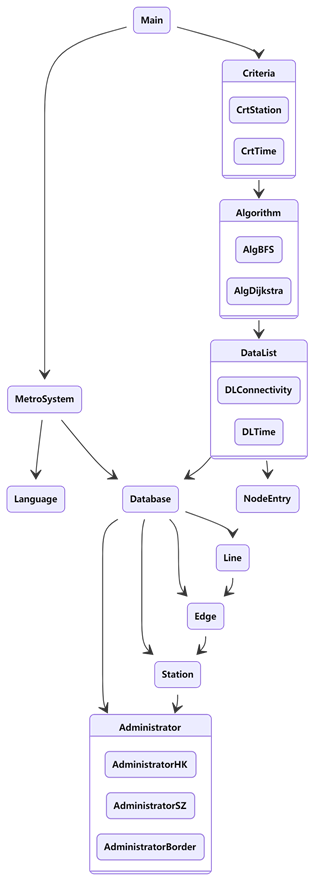 Main
Criteria
CrtStation
CrtTime
Algorithm
AlgBFS
AlgDijkstra
DataList
DLConnectivity
DLTime
MetroSystem
Language
Database
NodeEntry
Line
Edge
Station
Administrator
AdministratorHK
AdministratorSZ
AdministratorBorder